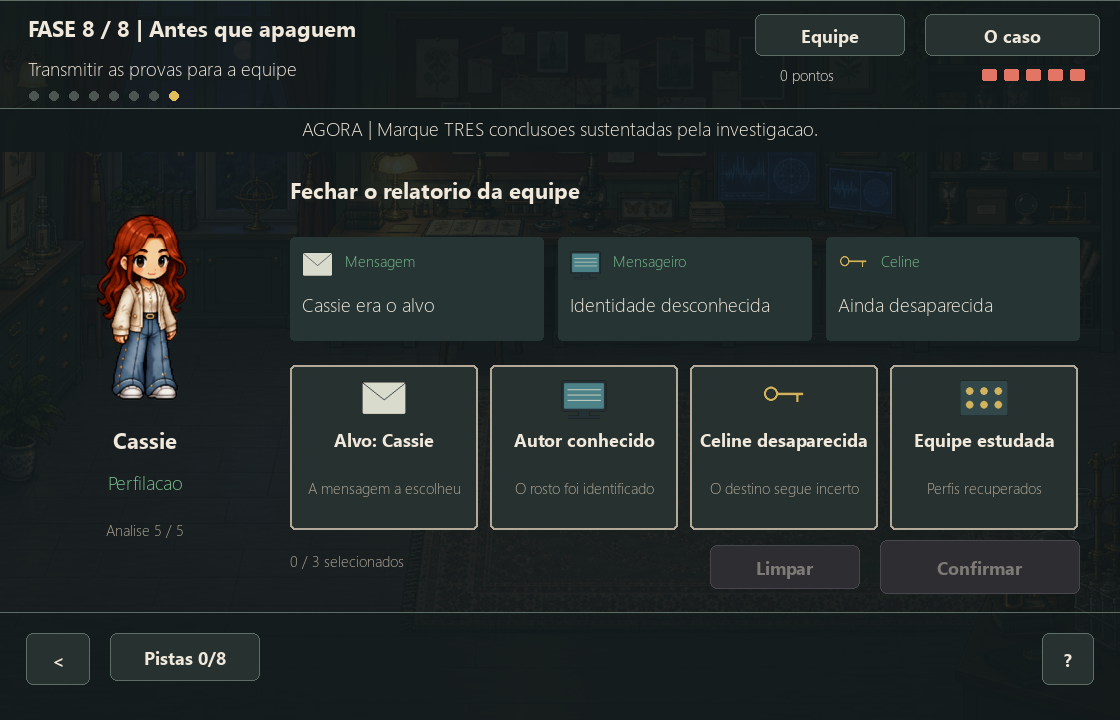 FASE 8 / 8 | Antes que apaguem
Equipe
O caso
Transmitir as provas para a equipe
0 pontos
AGORA | Marque TRES conclusoes sustentadas pela investigacao.
Fechar o relatorio da equipe
Mensagem
Cassie era o alvo
Mensageiro
Identidade desconhecida
Celine
Ainda desaparecida
Alvo: Cassie
A mensagem a escolheu
Autor conhecido
O rosto foi identificado
Celine desaparecida
O destino segue incerto
Equipe estudada
Perfis recuperados
Cassie
Perfilacao
Analise 5 / 5
0 / 3 selecionados
Limpar
Confirmar
<
Pistas 0/8
?